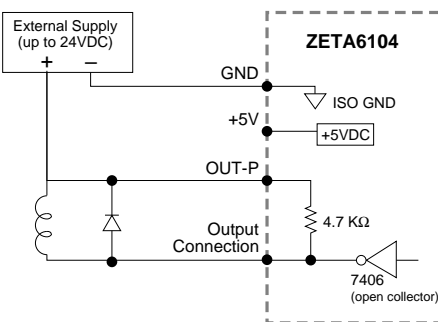 External Supply
(up to 24VDC)
+ –
ZETA6104
GND
ISO GND
+5V
+5VDC
OUT-P
4.7 KΩ
Output
Connection
7406
(open collector)